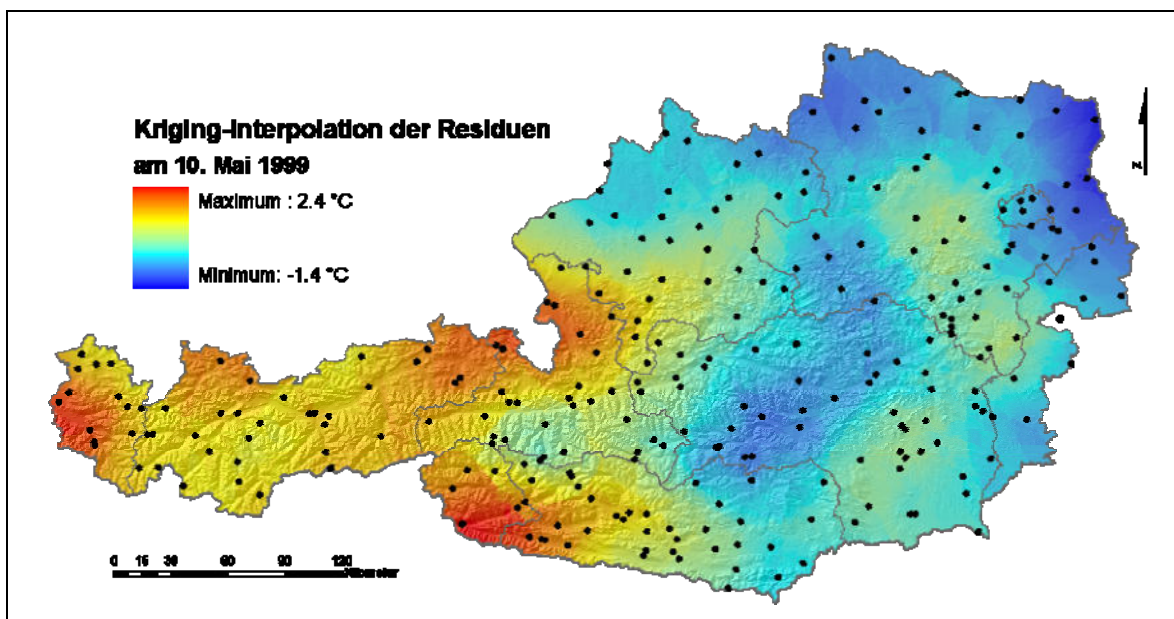 Kriging-Interpolation der Residuen
am 10. Mai 1999
Maximum : 2.4 °C
Minimum: -1.4 °C
N
0 15 30 60 90 120
Kilometer